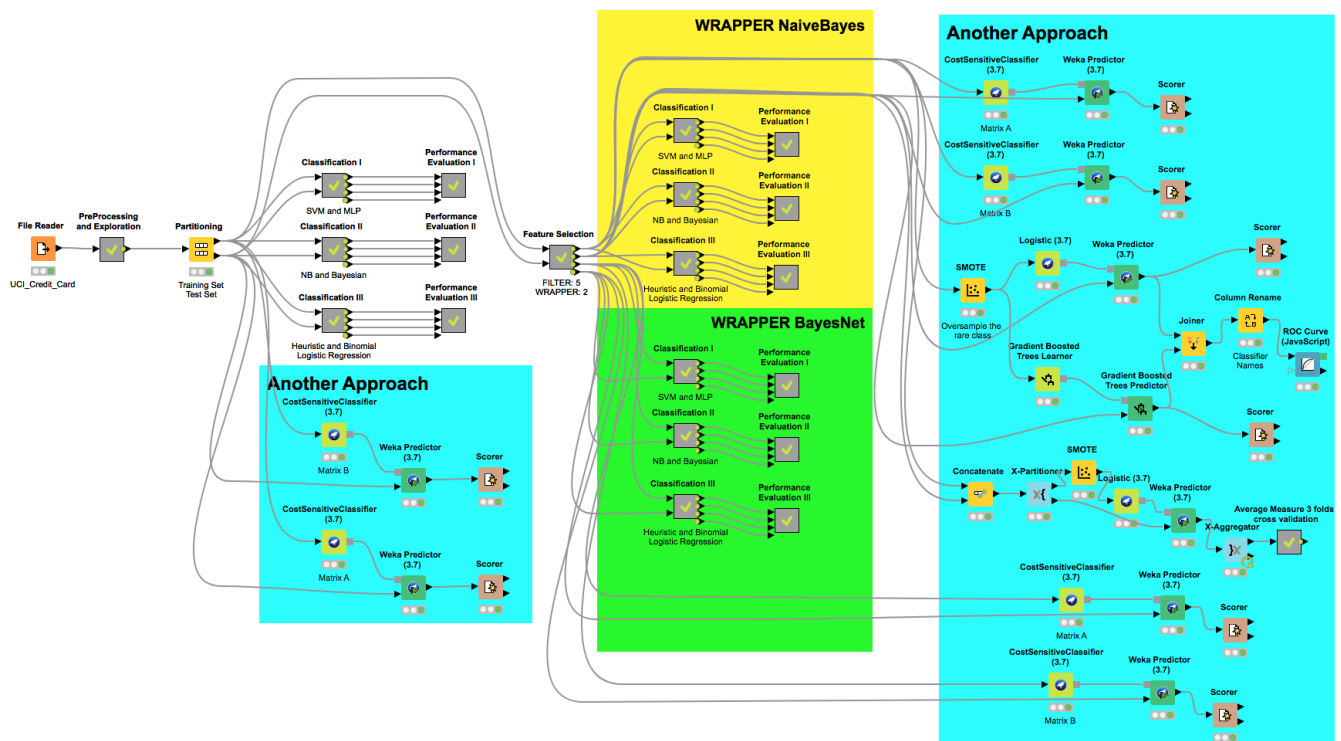 File Reader
UCI_Credit_Card
PreProcessing
and Exploration
Partitioning
Training Set
Test Set
Classification I
SVM and MLP
Performance
Evaluation I
Classification II
NB and Bayesian
Performance
Evaluation II
Classification III
Heuristic and Binomial
Logistic Regression
Performance
Evaluation III
Another Approach
CostSensitiveClassifier
(3.7)
Matrix B
Weka Predictor
(3.7)
Scorer
CostSensitiveClassifier
(3.7)
Matrix A
Weka Predictor
(3.7)
Scorer
Feature Selection
FILTER: 5
WRAPPER: 2
WRAPPER NaiveBayes
Classification I
SVM and MLP
Performance
Evaluation I
Classification II
NB and Bayesian
Performance
Evaluation II
Classification III
Heuristic and Binomial
Logistic Regression
Performance
Evaluation III
WRAPPER BayesNet
Classification I
SVM and MLP
Performance
Evaluation I
Classification II
NB and Bayesian
Performance
Evaluation II
Classification III
Heuristic and Binomial
Logistic Regression
Performance
Evaluation III
Another Approach
CostSensitiveClassifier
(3.7)
Matrix A
Weka Predictor
(3.7)
Scorer
CostSensitiveClassifier
(3.7)
Matrix B
Weka Predictor
(3.7)
Scorer
SMOTE
Oversample the
rare class
Logistic (3.7)
Weka Predictor
(3.7)
Scorer
Gradient Boosted
Trees Learner
Gradient Boosted
Trees Predictor
Joiner
Column Rename
Classifier
Names
ROC Curve
(JavaScript)
Scorer
Concatenate
X-Partitioner
SMOTE
Logistic (3.7)
Weka Predictor
(3.7)
X-Aggregator
Average Measure 3 folds
cross validation
CostSensitiveClassifier
(3.7)
Matrix A
Weka Predictor
(3.7)
Scorer
CostSensitiveClassifier
(3.7)
Matrix B
Weka Predictor
(3.7)
Scorer